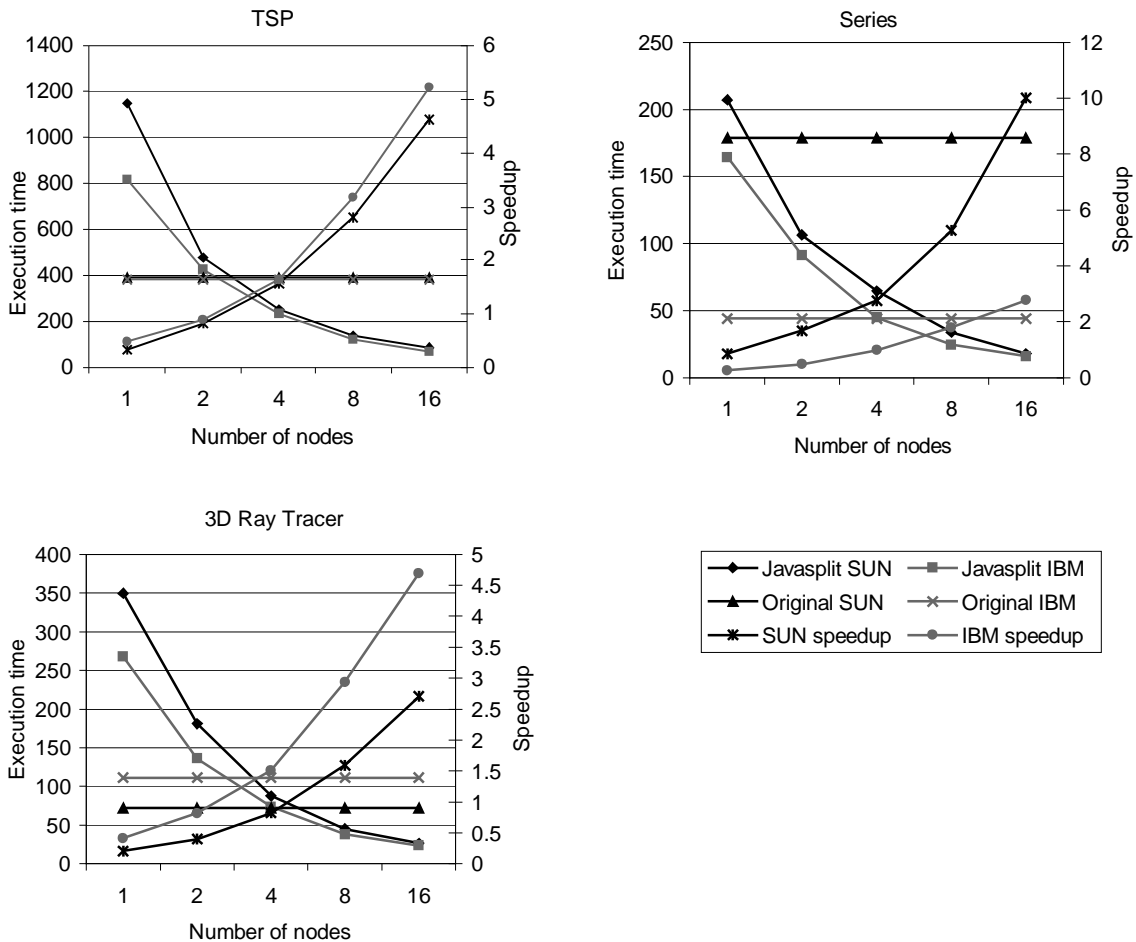 TSP
1400
1200
1000
800
600
400
200
0
6
5
4
3
2
1
0
Execution time
Speedup
1 2 4 8 16
Number of nodes
Series
250
200
150
100
50
0
12
10
8
6
4
2
0
Execution time
Speedup
1 2 4 8 16
Number of nodes
3D Ray Tracer
400
350
300
250
200
150
100
50
0
5
4.5
4
3.5
3
2.5
2
1.5
1
0.5
0
Execution time
Speedup
1 2 4 8 16
Number of nodes
Javasplit SUN Javasplit IBM
Original SUN Original IBM
SUN speedup IBM speedup